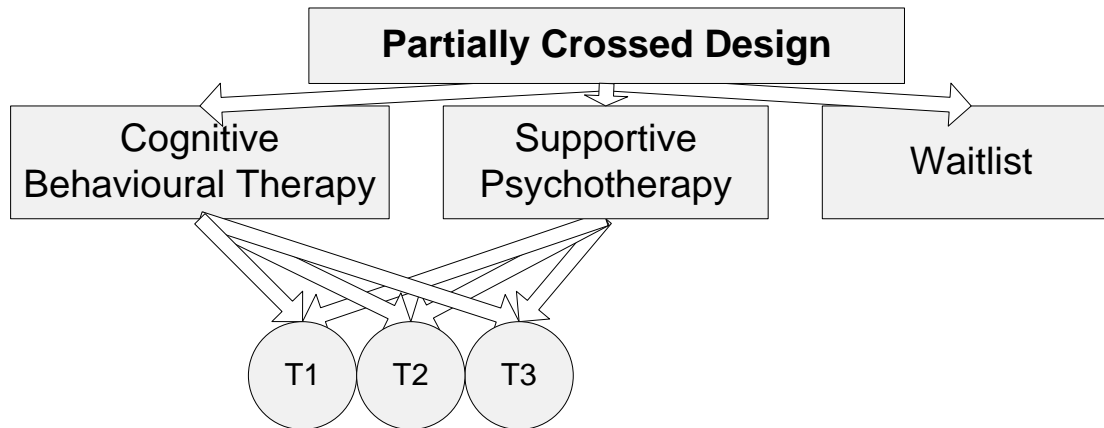 Partially Crossed Design
Cognitive
Behavioural Therapy
Supportive
Psychotherapy
Waitlist
T1
T2
T3